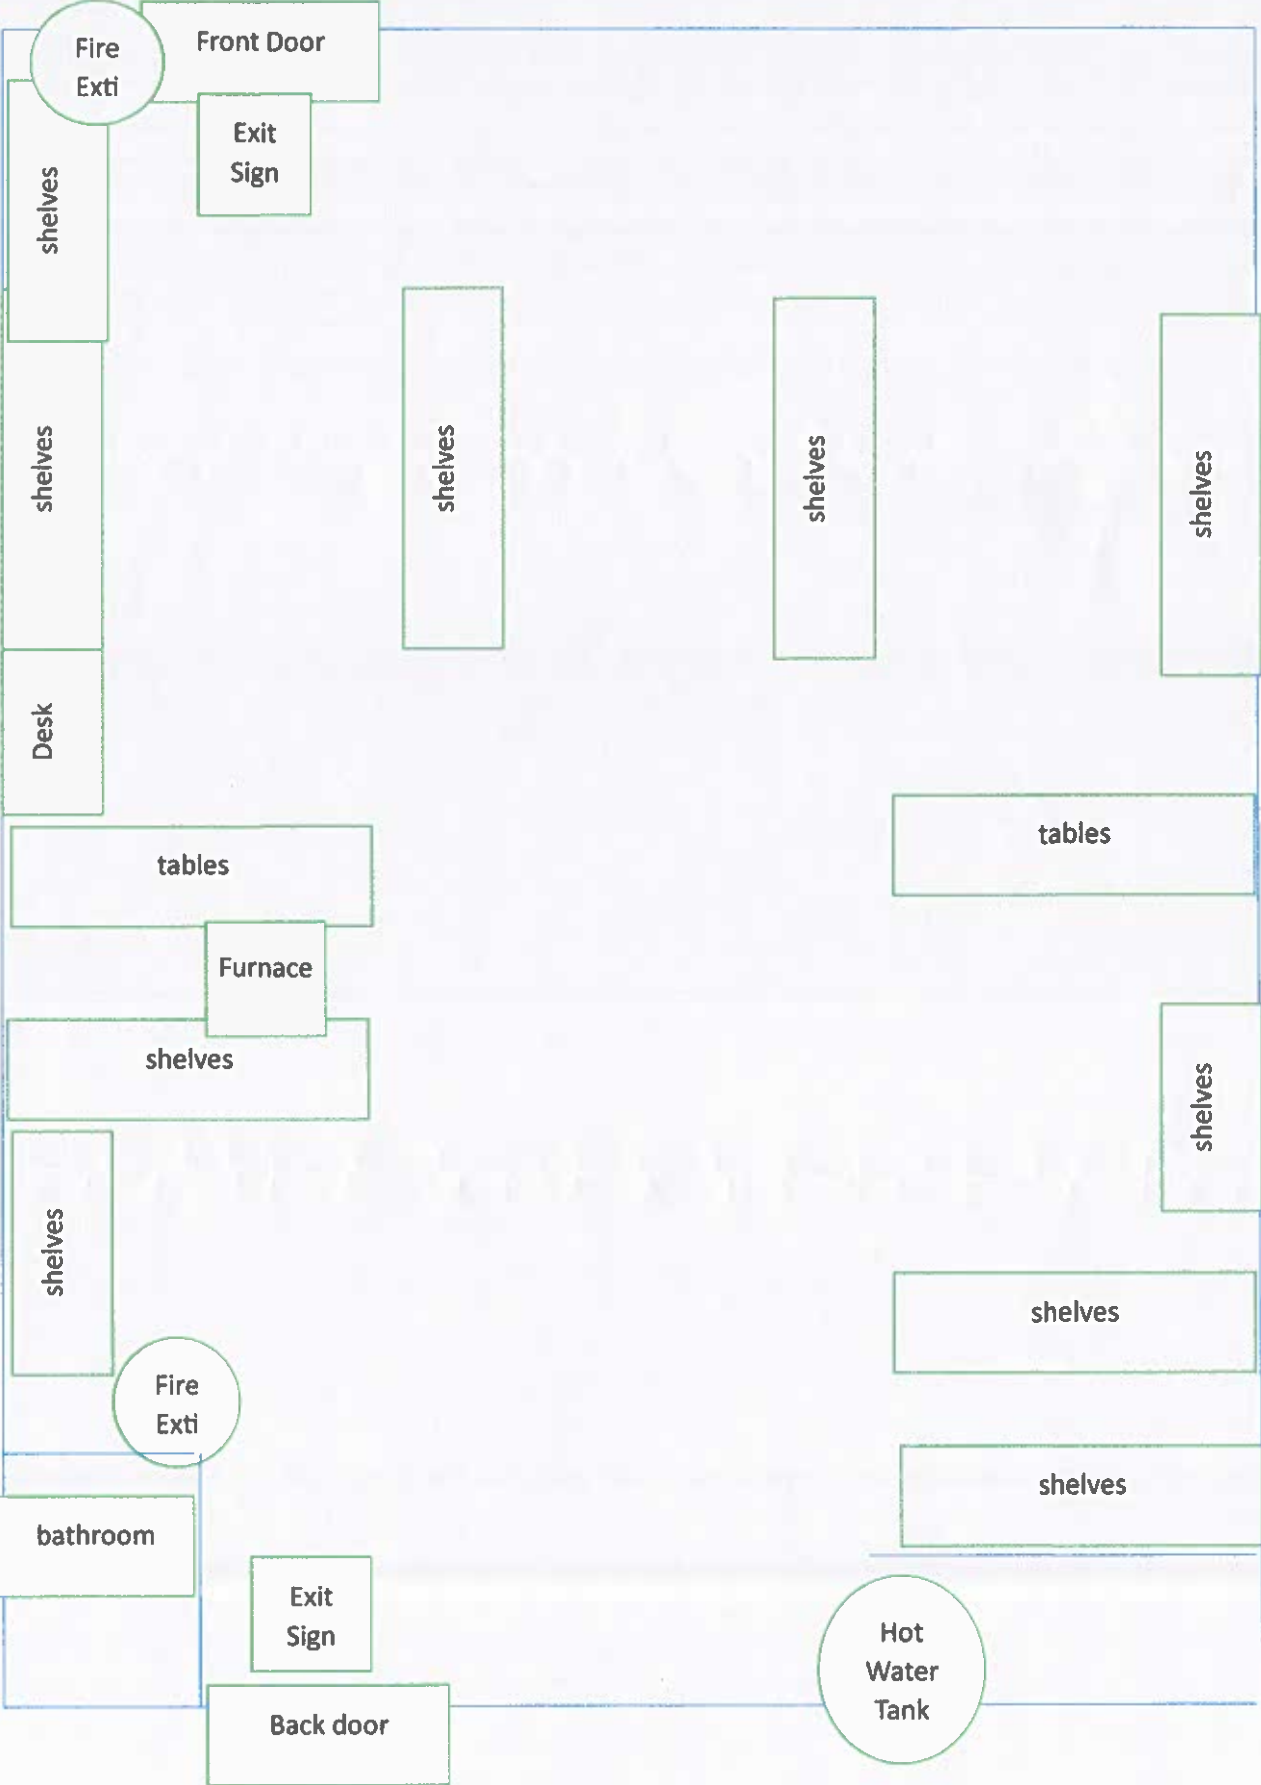 Fire
Exti
Front Door
Exit
Sign
shelves
shelves
shelves
shelves
shelves
Desk
tables
tables
Furnace
shelves
shelves
shelves
shelves
Fire
Exti
shelves
bathroom
Exit
Sign
Hot
Water
Tank
Back door